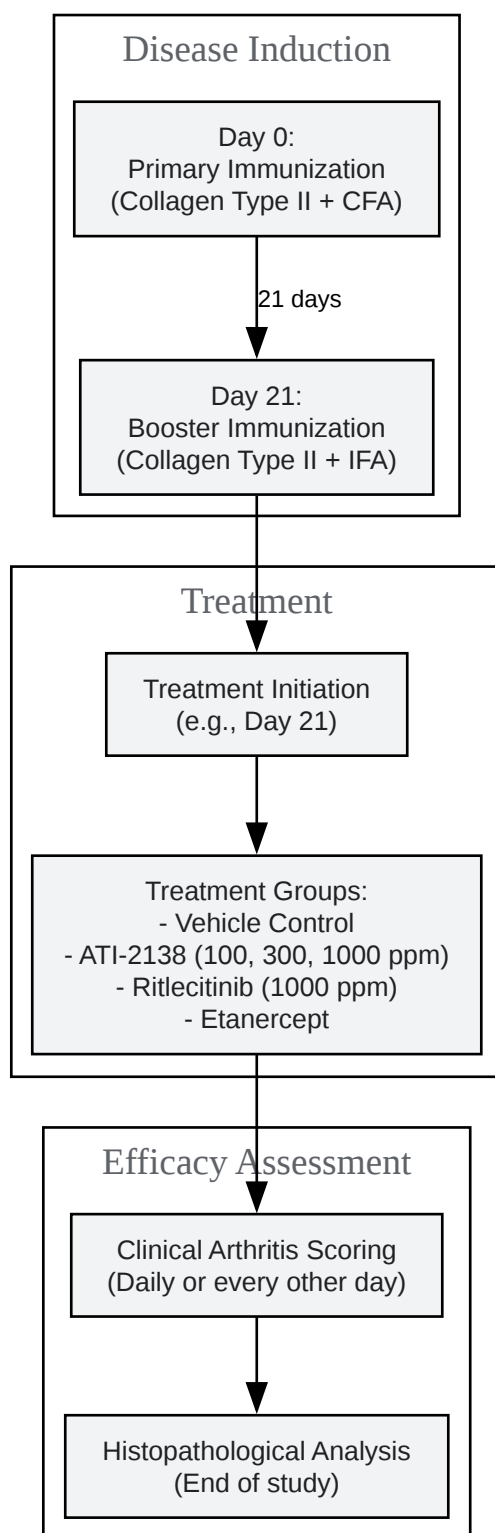 Disease Induction
Day 0:
Primary Immunization
(Collagen Type II + CFA)
21 days
Day 21:
Booster Immunization
(Collagen Type II + IFA)
Treatment
Treatment Initiation
(e.g., Day 21)
Treatment Groups:
- Vehicle Control
- ATI-2138 (100, 300, 1000 ppm)
- Ritlecitinib (1000 ppm)
- Etanercept
Efficacy Assessment
Clinical Arthritis Scoring
(Daily or every other day)
Histopathological Analysis
(End of study)